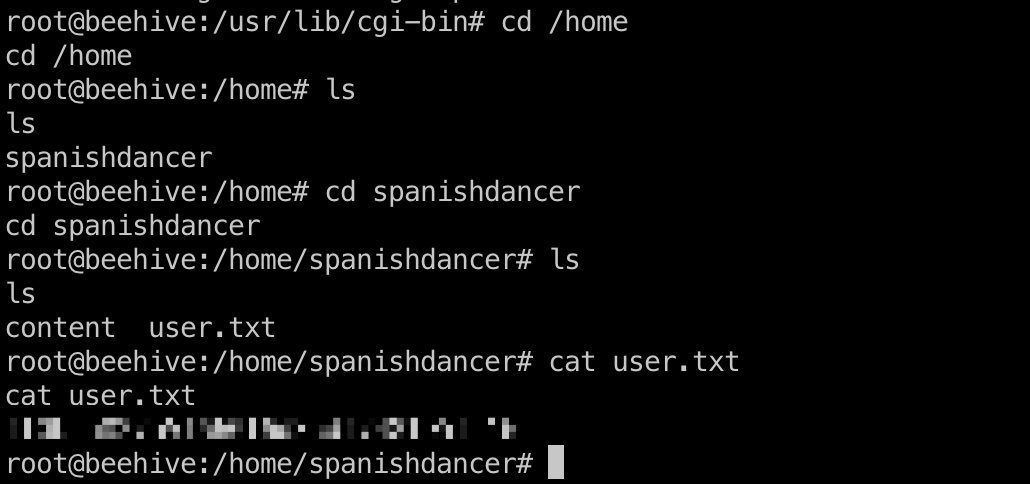 root@beehive:/usr/lib/cgi-bin# cd /home
cd /home
root@beehive:/home# ls
ls
spanishdancer
root@beehive:/home# cd spanishdancer
cd spanishdancer
root@beehive:/home/spanishdancer# ls
ls
content  user.txt
root@beehive:/home/spanishdancer# cat user.txt
cat user.txt
root@beehive:/home/spanishdancer#